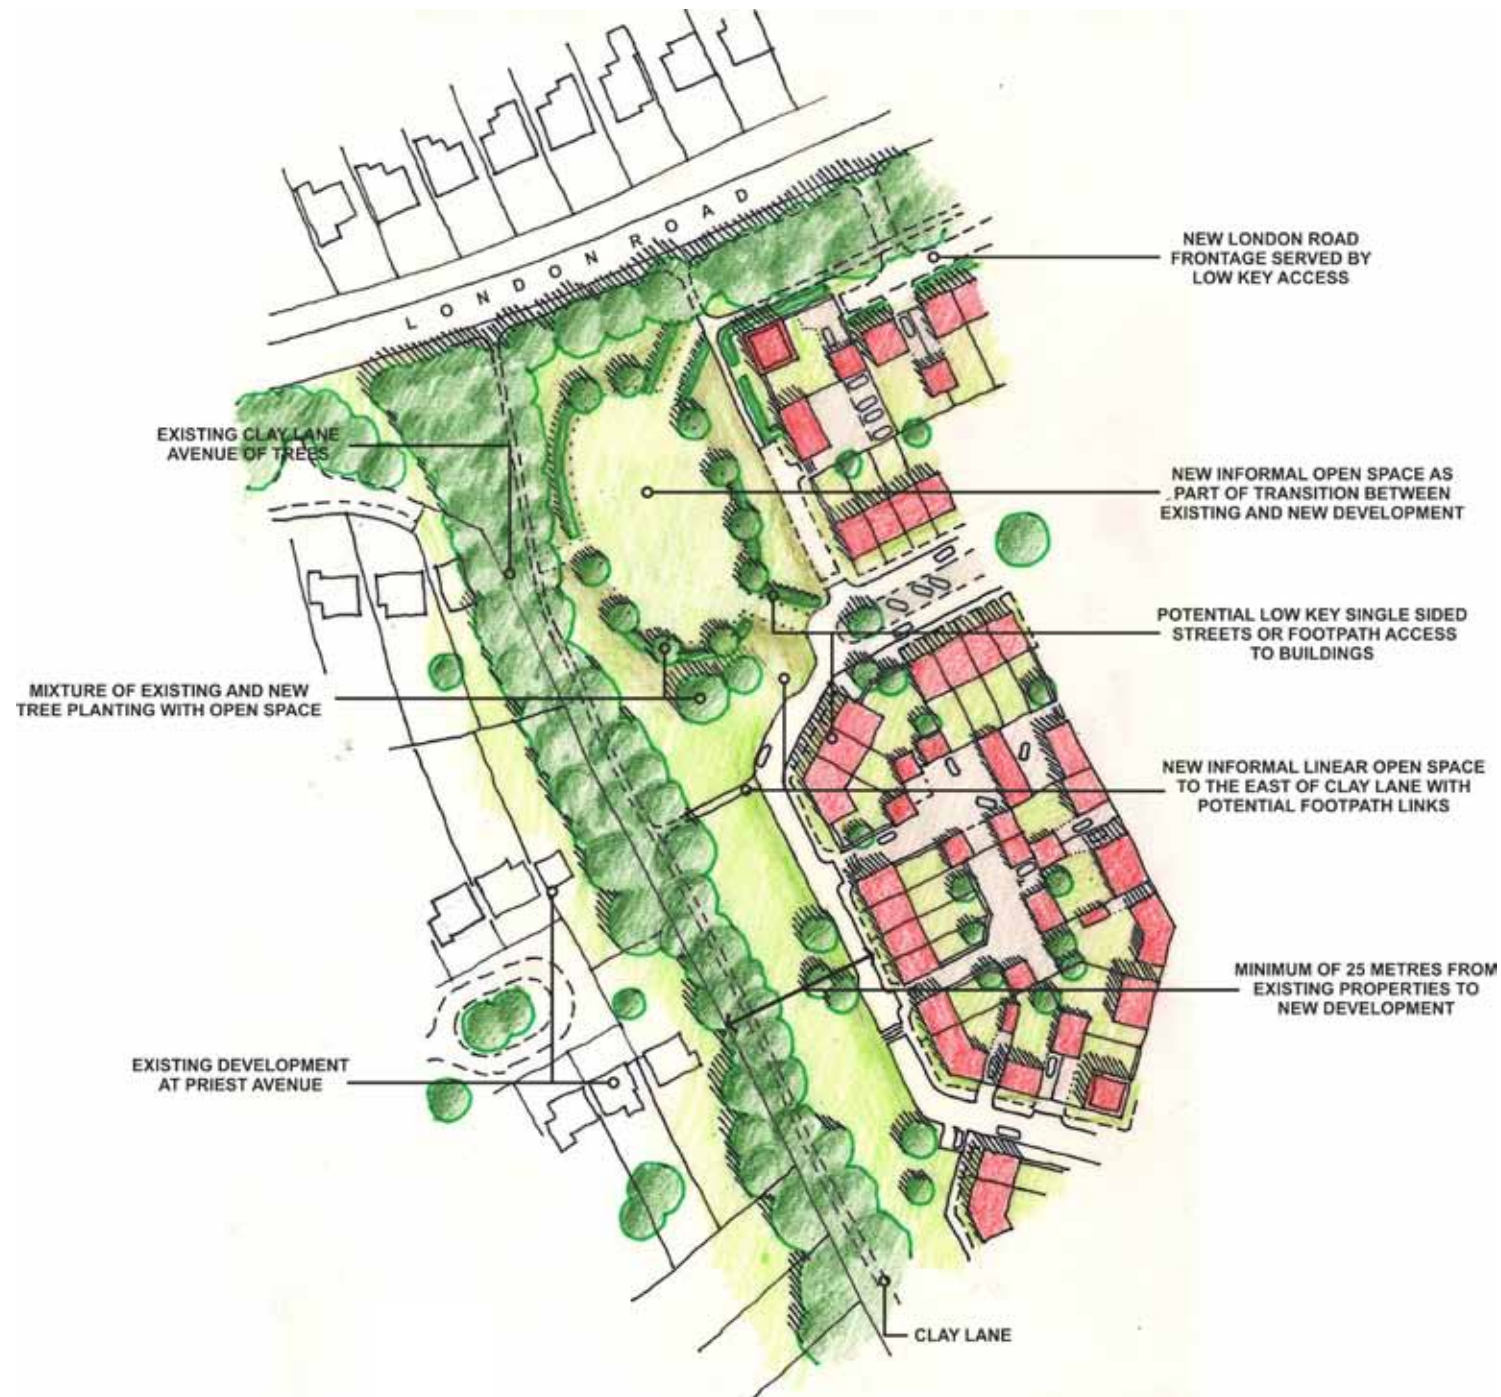 LONDON ROAD
NEW LONDON ROAD
FRONTAGE SERVED BY
LOW KEY ACCESS
EXISTING CLAY LANE
AVENUE OF TREES
NEW INFORMAL OPEN SPACE AS
PART OF TRANSITION BETWEEN
EXISTING AND NEW DEVELOPMENT
POTENTIAL LOW KEY SINGLE SIDED
STREETS OR FOOTPATH ACCESS
TO BUILDINGS
MIXTURE OF EXISTING AND NEW
TREE PLANTING WITH OPEN SPACE
NEW INFORMAL LINEAR OPEN SPACE
TO THE EAST OF CLAY LANE WITH
POTENTIAL FOOTPATH LINKS
MINIMUM OF 25 METRES FROM
EXISTING PROPERTIES TO
NEW DEVELOPMENT
EXISTING DEVELOPMENT
AT PRIEST AVENUE
CLAY LANE